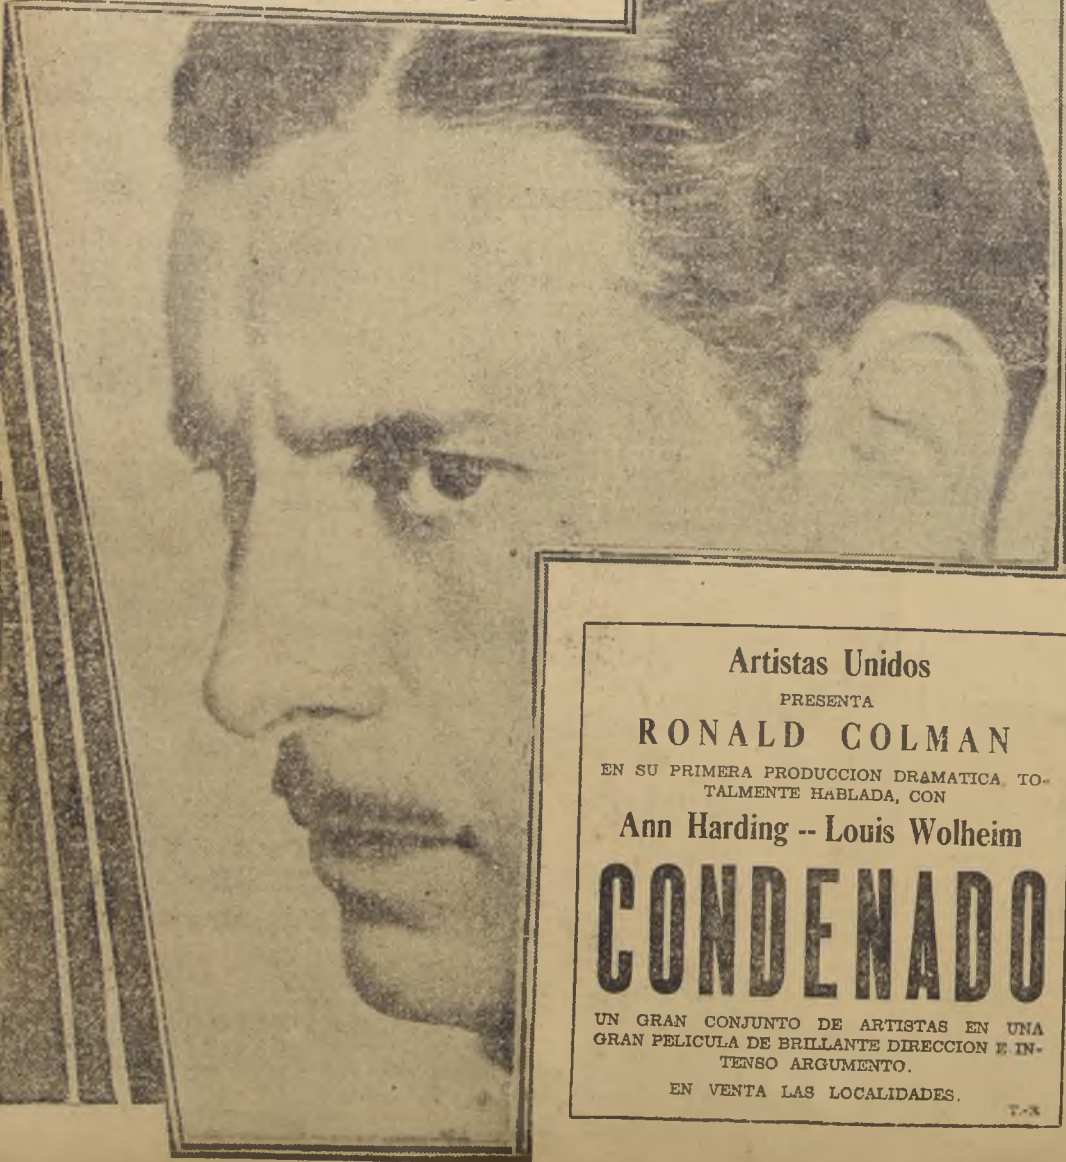 Artistas Unidos
PRESENTA
RONALD COLMAN
EN SU PRIMERA PRODUCCION DRAMATICA TO-
TALMENTE HABLADA, CON
Ann Harding -- Louis Wolheim
CONDENADO
UN GRAN CONJUNTO DE ARTISTAS EN UNA
GRAN PELICULA DE BRILLANTE DIRECCION E IN-
TENSO ARGUMENTO.
EN VENTA LAS LOCALIDADES.